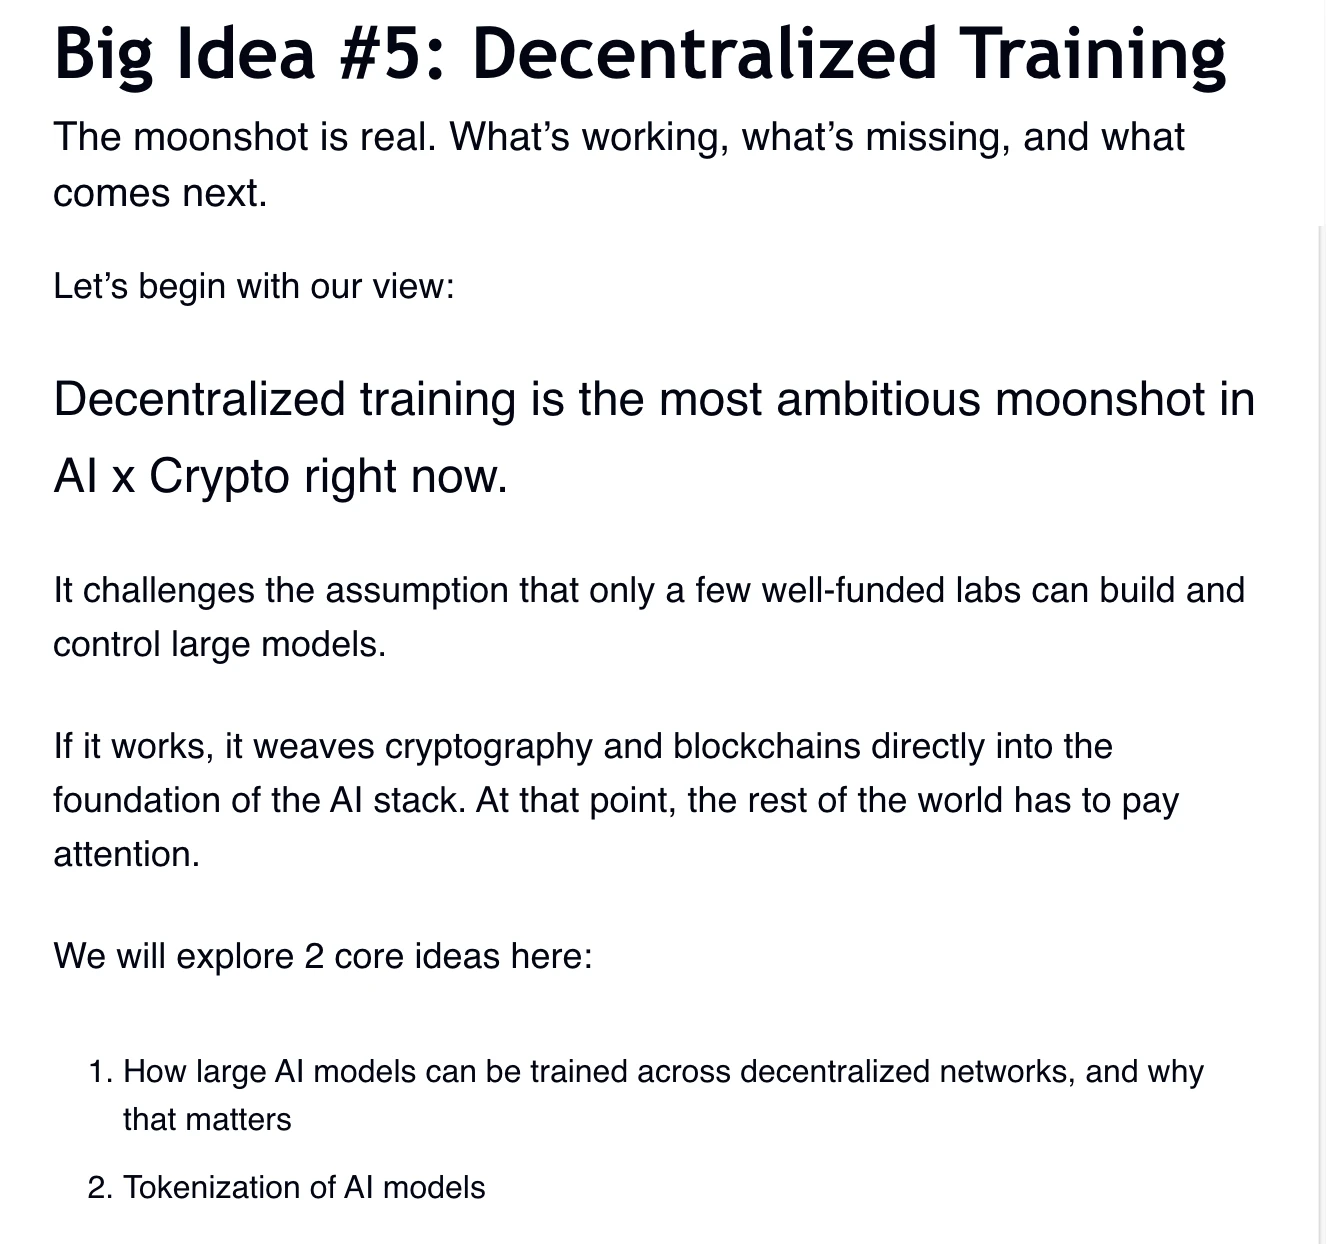 Big Idea #5: Decentralized Training
The moonshot is real. What’s working, what’s missing, and what
comes next.
Let’s begin with our view:
Decentralized training is the most ambitious moonshot in
AI x Crypto right now.
It challenges the assumption that only a few well-funded labs can build and
control large models.
If it works, it weaves cryptography and blockchains directly into the
foundation of the AI stack. At that point, the rest of the world has to pay
attention.
We will explore 2 core ideas here:
1. How large AI models can be trained across decentralized networks, and why
that matters
2. Tokenization of AI models